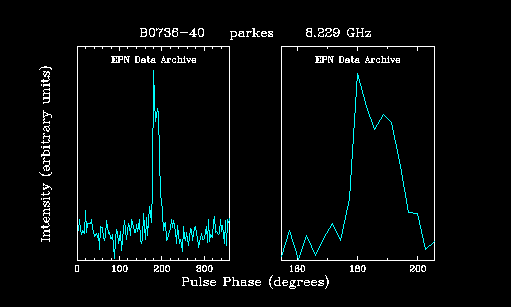 B0736-40 parkes 8.229 GHz
EPN Data Archive EPN Data Archive
Intensity (arbitrary units)
0 100 200 300 160 180 200
Pulse Phase (degrees)